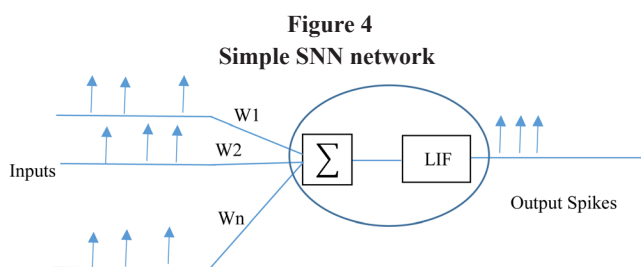 Figure 4
Simple SNN network
W1
W2
Inputs
∑
LIF
Wn
Output Spikes